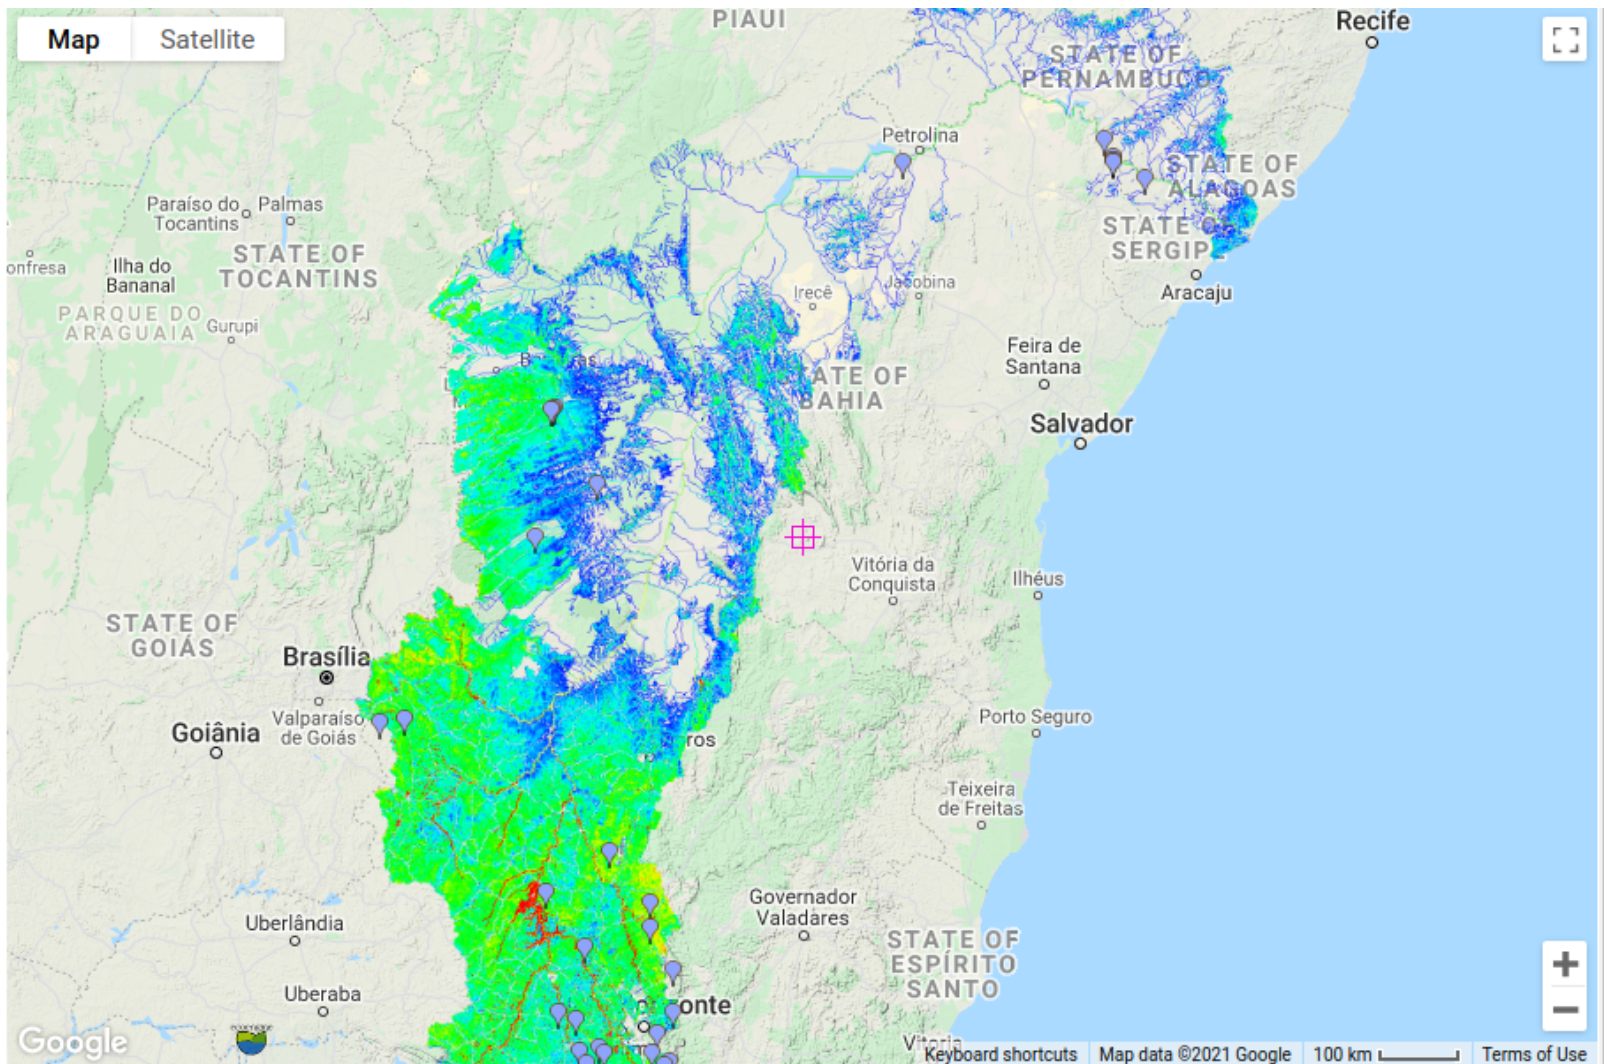 PIAUI
Recife
Map
Satellite
STATE OF
PERNAMBUCO
Petrolina
STATE OF
ALAGOAS
Paraíso do
Tocantins
Palmas
STATE OF
SERGIPE
STATE OF
TOCANTINS
onfresa
Ilha do
Bananal
Irecê
Jacobina
Aracaju
PARQUE DO
ARAGUAIA
Gurupi
Feira de
Santana
STATE OF
BAHIA
Salvador
Vitória da
Conquista
Ilhéus
STATE OF
GOIÁS
Brasília
Valparaíso
de Goiás
Goiânia
Porto Seguro
ros
Teixeira
de Freitas
Governador
Valadares
Uberlândia
STATE OF
ESPÍRITO
SANTO
Uberaba
onte
Vitoria
Google
Keyboard shortcuts
Map data ©2021 Google
100 km
Terms of Use